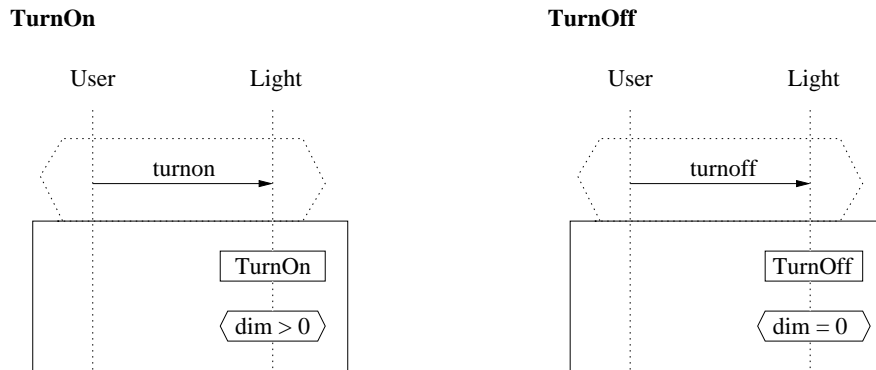 TurnOn
User Light
turnon
TurnOn
dim > 0
TurnOff
User Light
turnoff
TurnOff
dim = 0